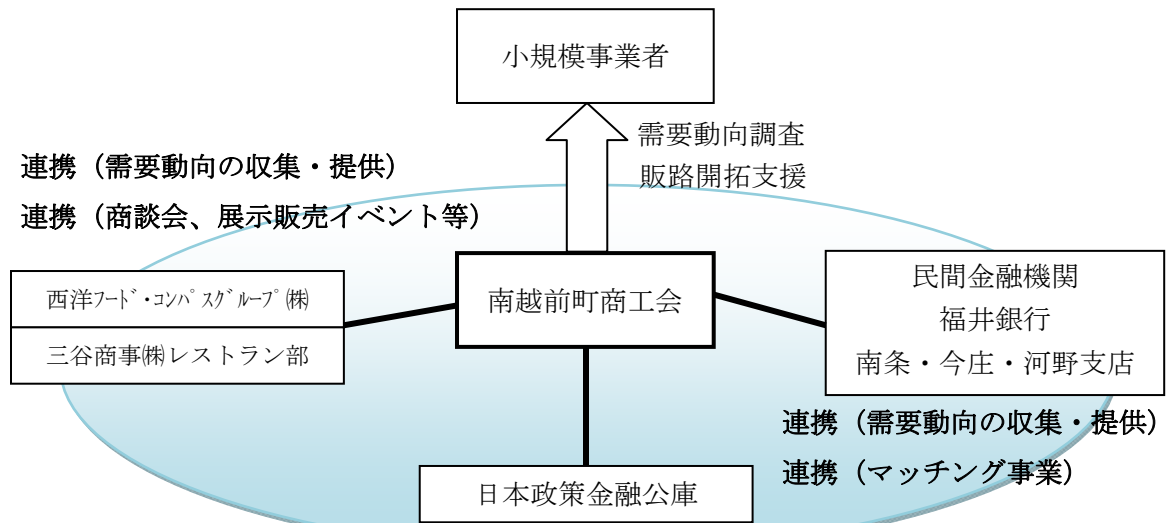 小規模事業者
需要動向調査
販路開拓支援
連携（需要動向の収集・提供）
連携（商談会、展示販売イベント等）
西洋ﾌｰﾄﾞ・ｺﾝﾊﾟｽｸﾞﾙｰﾌﾟ㈱
三谷商事㈱レストラン部
南越前町商工会
民間金融機関
福井銀行
南条・今庄・河野支店
連携（需要動向の収集・提供）
連携（マッチング事業）
日本政策金融公庫